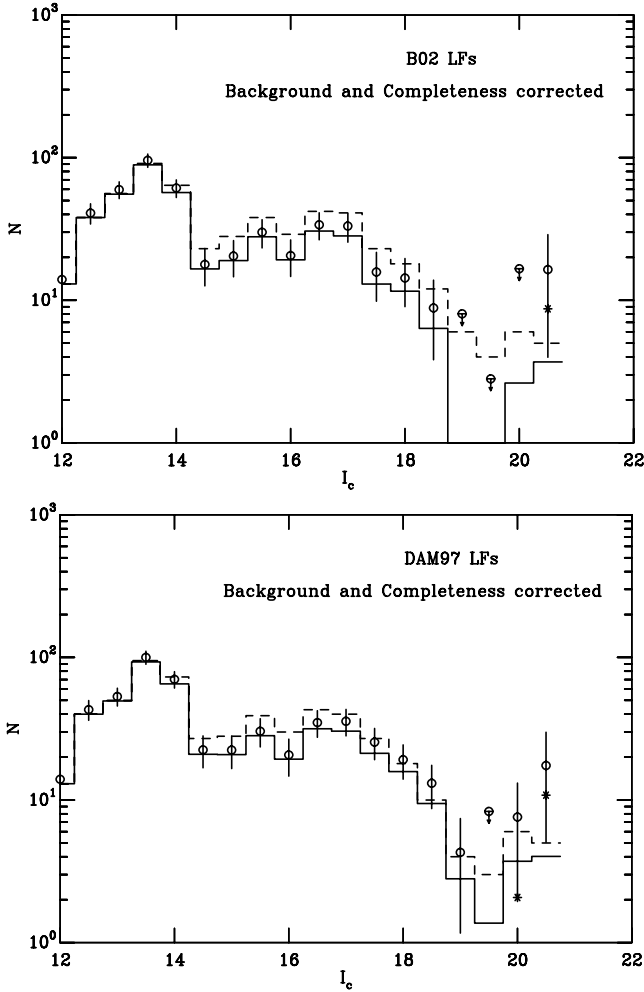 10³
B02 LFs
Background and Completeness corrected
10²
N
10¹
10⁰
12 14 16 18 20 22
I_c
10³
DAM97 LFs
Background and Completeness corrected
10²
N
10¹
10⁰
12 14 16 18 20 22
I_c